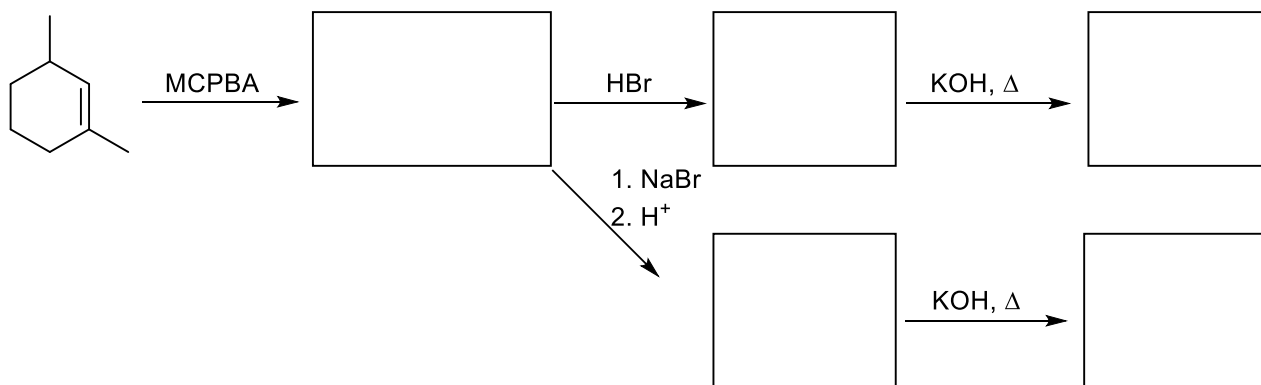 MCPBA
HBr
KOH, Δ
1. NaBr
2. H⁺
KOH, Δ